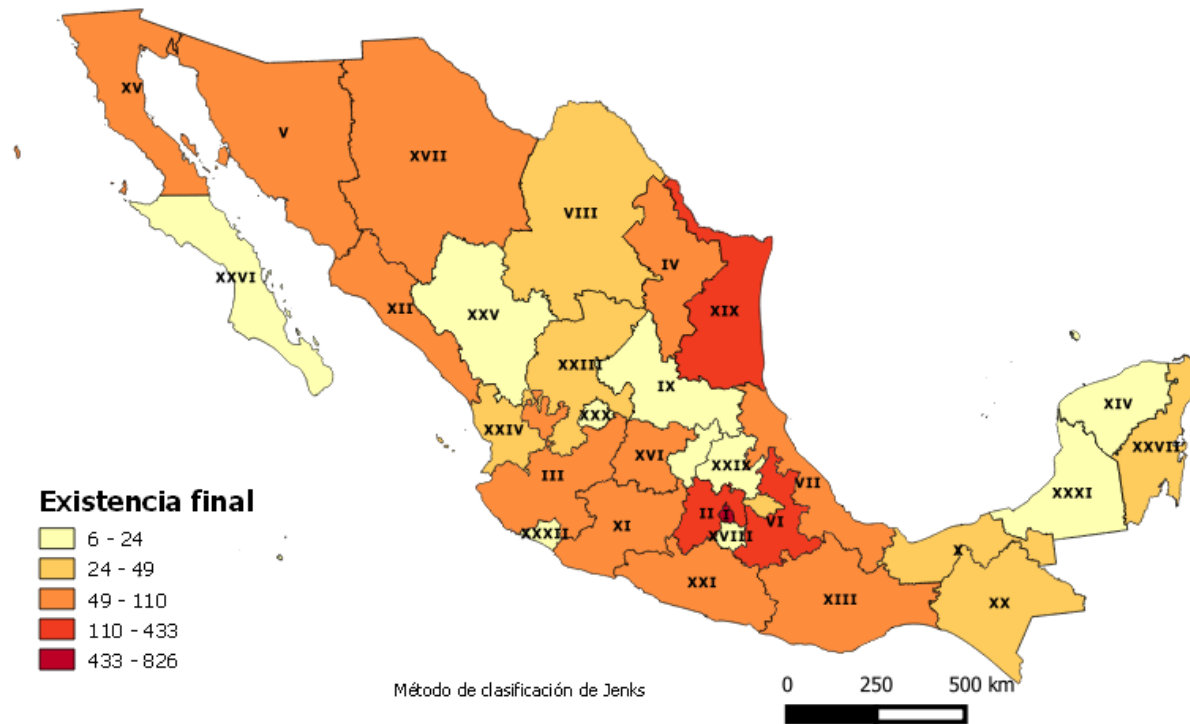 XV
V
XVII
VIII
XXVI
IV
XII
XXV
XIX
XXIII
IX
XXX
XXIV
XIV
XXVII
XVI
XXIX
III
VII
XXXI
II
I
VI
XI
XXXII
XVIII
X
XXI
XIII
XX
Existencia final
6 - 24
24 - 49
49 - 110
110 - 433
433 - 826
Método de clasificación de Jenks
0 250 500 km